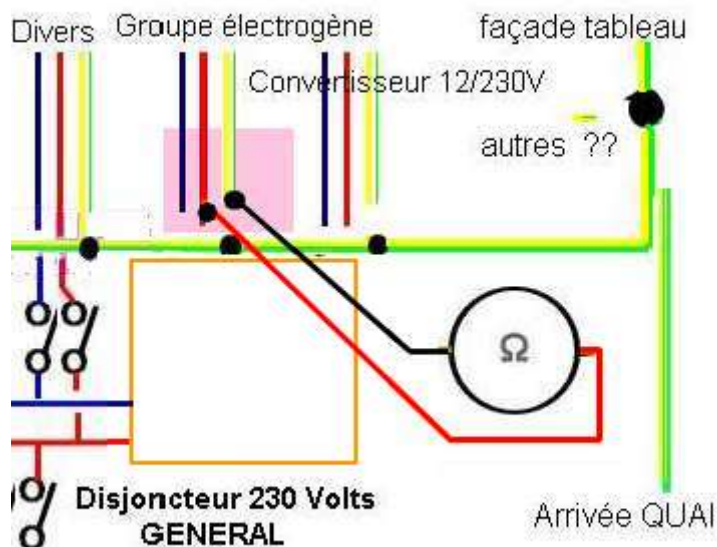 Divers
Groupe électrogène
façade tableau
Convertisseur 12/230V
autres ??
Ω
Disjoncteur 230 Volts
GENERAL
Arrivée QUAI